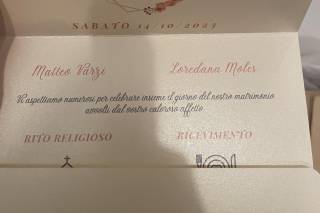 SABATO 14/10/2023
Matteo Varzi Loredana Moles
Vi aspettiamo numerosi per celebrare insieme il giorno del nostro matrimonio
avvolti dal vostro caloroso affetto
RITO RELIGIOSO RICEVIMENTO